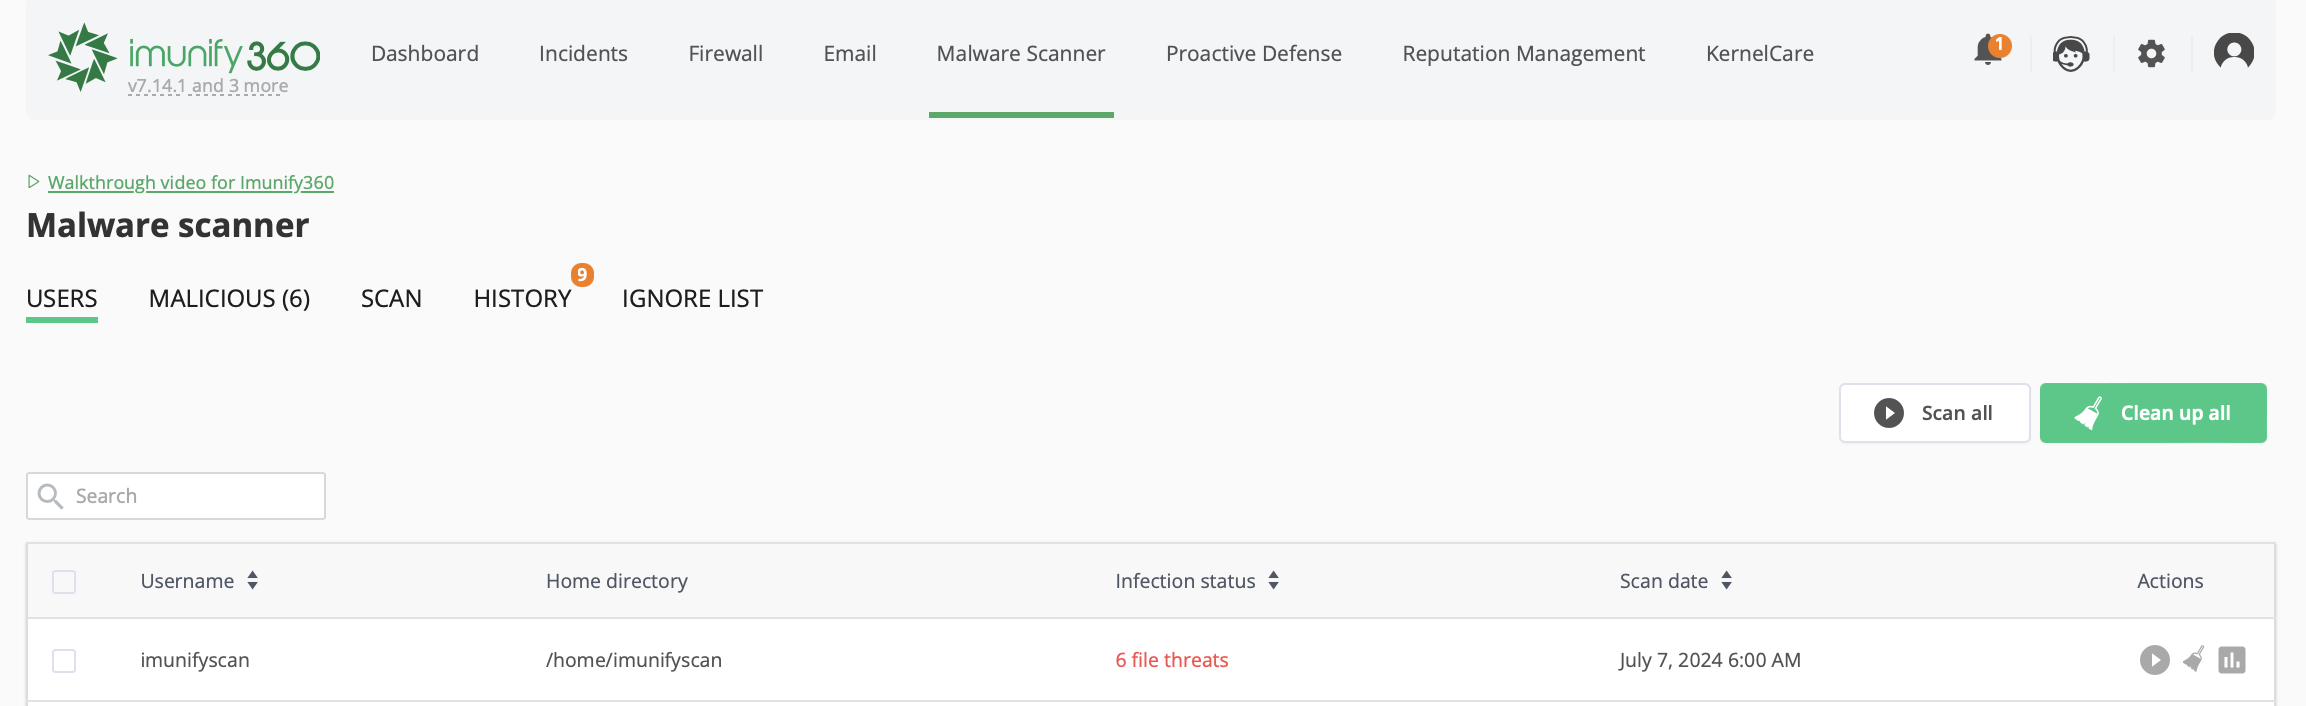 imunify360 Dashboard Incidents Firewall Email Malware Scanner Proactive Defense Reputation Management KernelCare 1
v7.14.1 and 3 more
Walkthrough video for Imunify360
Malware scanner
USERS MALICIOUS (6) SCAN HISTORY 9 IGNORE LIST
Scan all Clean up all
Search
Username Home directory Infection status Scan date Actions
imunifyscan /home/imunifyscan 6 file threats July 7, 2024 6:00 AM